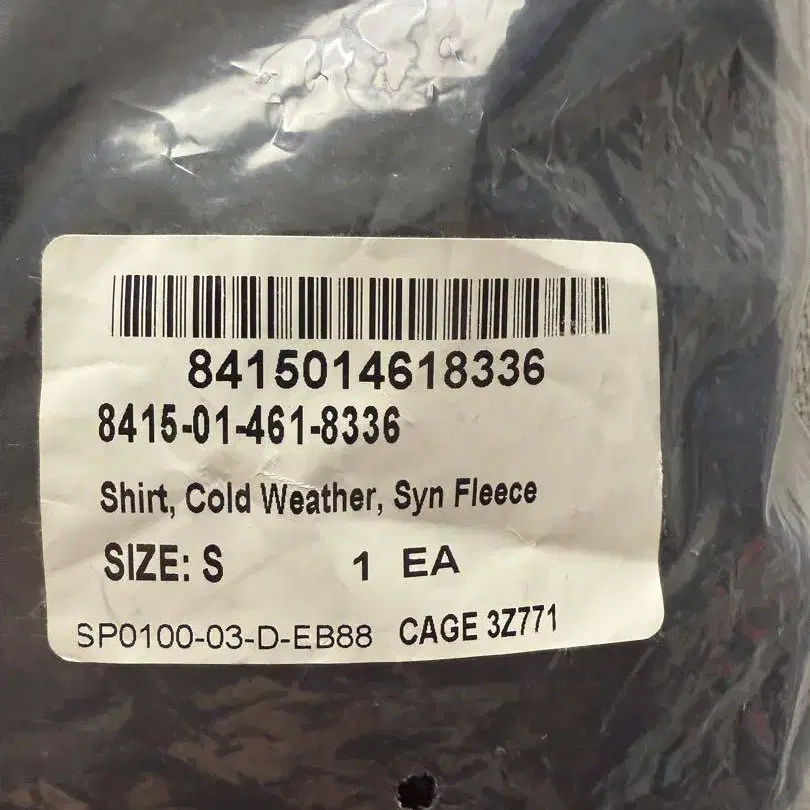 8415014618336
8415-01-461-8336
Shirt, Cold Weather, Syn Fleece
SIZE: S 1 EA
SP0100-03-D-EB88 CAGE 3Z771